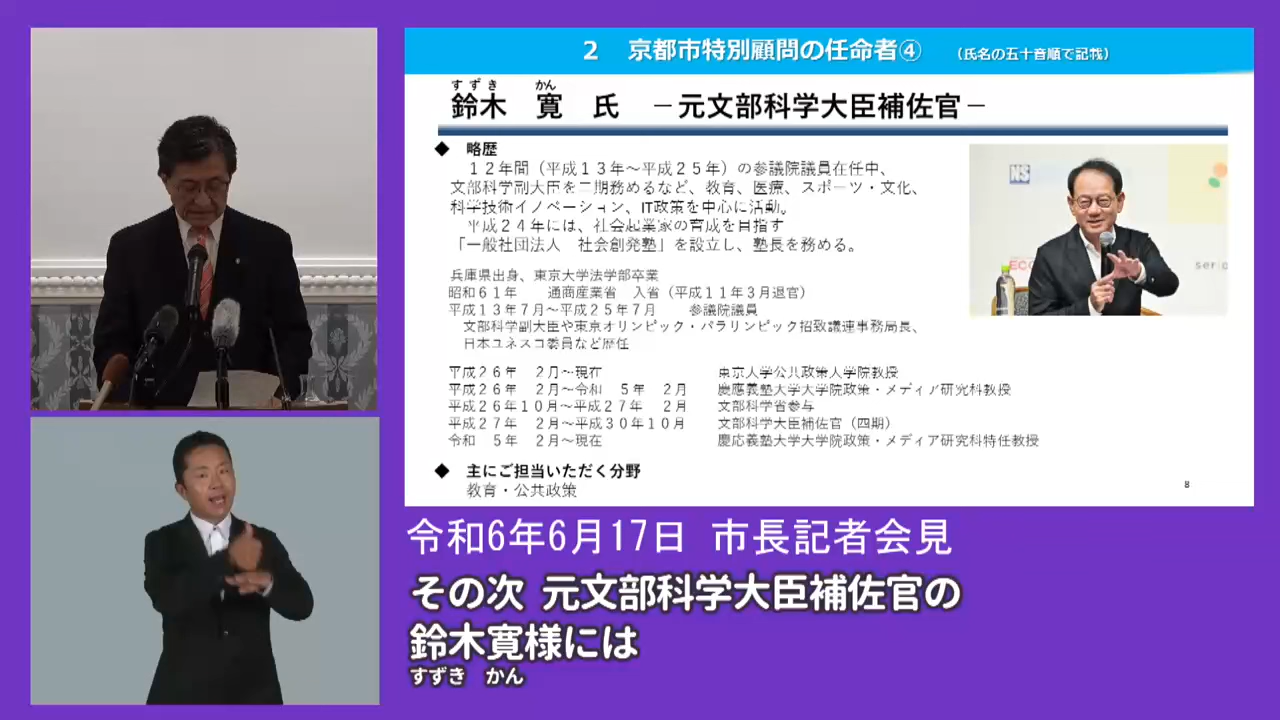 2　京都市特別顧問の任命者④　（氏名の五十音順で記載）
すずき　かん
鈴木　寛　氏　－元文部科学大臣補佐官－
◆　略歴
１２年間（平成１３年～平成２５年）の参議院議員在任中、
文部科学副大臣を二期務めるなど、教育、医療、スポーツ・文化、
科学技術イノベーション、IT政策を中心に活動。
平成２４年には、社会起業家の育成を目指す
「一般社団法人　社会創発塾」を設立し、塾長を務める。
兵庫県出身、東京大学法学部卒業
昭和６１年　　通商産業省　入省（平成１１年３月退官）
平成１３年７月～平成２５年７月　　参議院議員
文部科学副大臣や東京オリンピック・パラリンピック招致議連事務局長、
日本ユネスコ委員など歴任
平成２６年　２月～現在　　東京大学公共政策大学院教授
平成２６年　２月～令和　５年　２月　　慶應義塾大学大学院政策・メディア研究科教授
平成２６年１０月～平成２７年　２月　　文部科学省参与
平成２７年　２月～平成３０年１０月　　文部科学大臣補佐官（四期）
令和　５年　２月～現在　　慶応義塾大学大学院政策・メディア研究科特任教授
◆　主にご担当いただく分野
教育・公共政策
8
NS
ECO
seric
令和6年6月17日　市長記者会見
その次 元文部科学大臣補佐官の
鈴木寛様には
すずき　かん